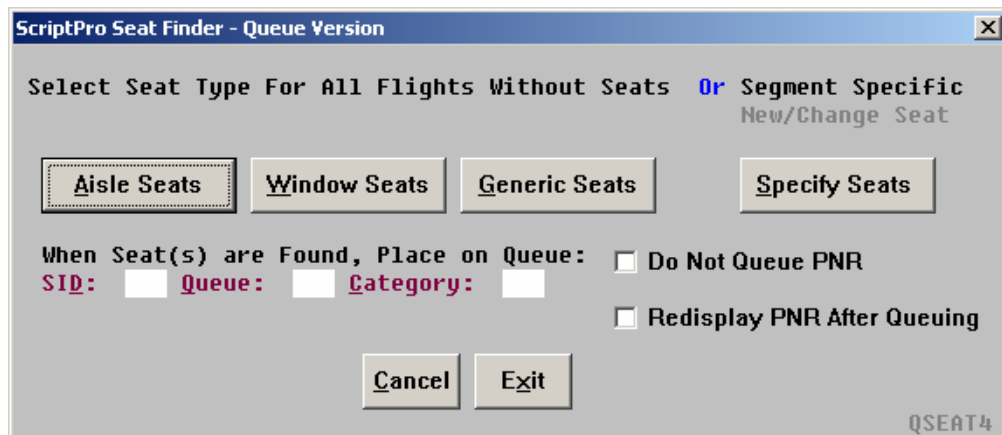 ScriptPro Seat Finder - Queue Version
Select Seat Type For All Flights Without Seats Or Segment Specific
New/Change Seat
Aisle Seats Window Seats Generic Seats Specify Seats
When Seat(s) are Found, Place on Queue:
SID: Queue: Category:
Do Not Queue PNR
Redisplay PNR After Queuing
Cancel Exit
QSEAT4